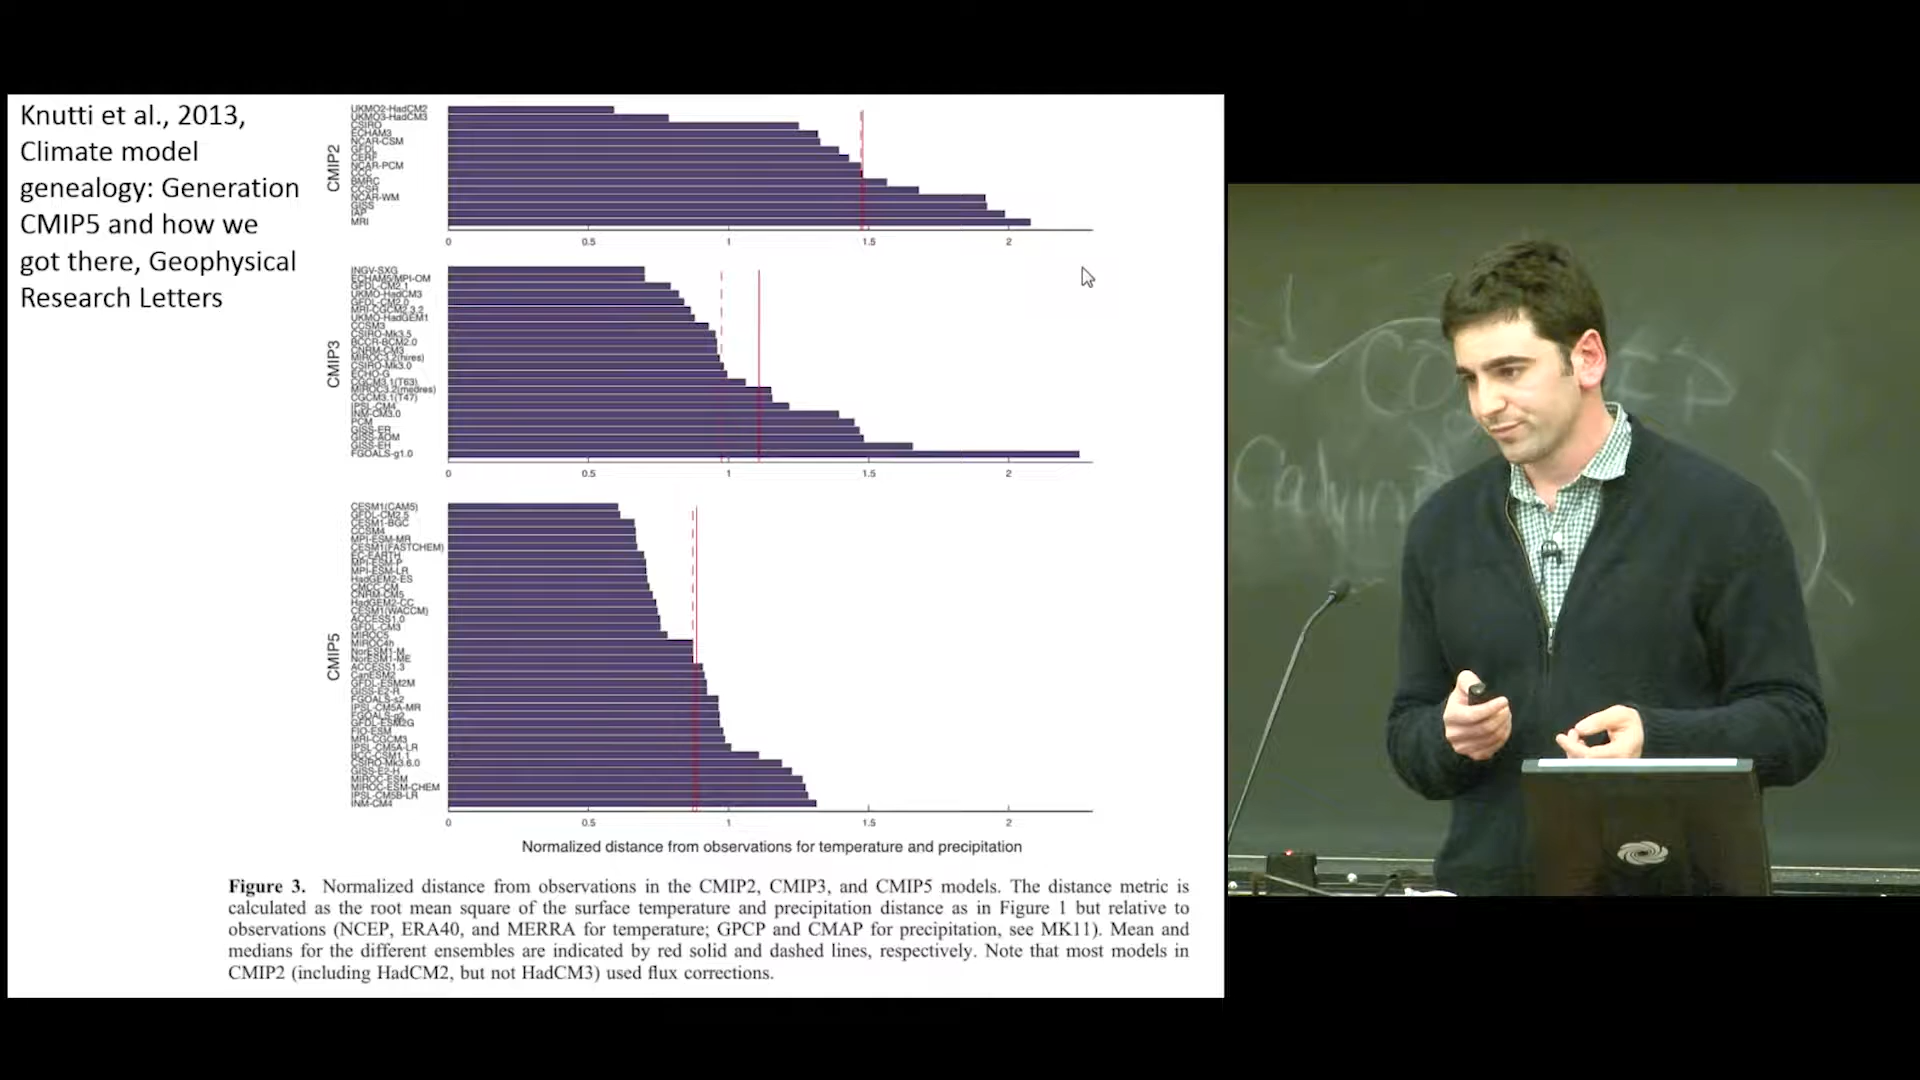 Knutti et al., 2013,
Climate model
genealogy: Generation
CMIP5 and how we
got there, Geophysical
Research Letters
CMIP2
UKMO2-HadCM2
UKMO3-HadCM3
CSIRO
ECHAM3
NCAR-CSM
GFDL
CERF
NCAR-PCM
CCC
BMRC
CCSR
NCAR-WM
GISS
IAP
MRI
0 0.5 1 1.5 2
CMIP3
INGV-SXG
ECHAM5/MPI-OM
GFDL-CM2.1
UKMO-HadCM3
GFDL-CM2.0
MRI-CGCM2.3.2
UKMO-HadGEM1
CCSM3
CSIRO-Mk3.5
BCCR-BCM2.0
CNRM-CM3
MIROC3.2(hires)
CSIRO-Mk3.0
ECHO-G
CGCM3.1(T63)
MIROC3.2(medres)
CGCM3.1(T47)
IPSL-CM4
INM-CM3.0
PCM
GISS-ER
GISS-AOM
GISS-EH
FGOALS-g1.0
0 0.5 1 1.5 2
CMIP5
CESM1(CAM5)
GFDL-CM2.5
CESM1-BGC
CCSM4
MPI-ESM-MR
CESM1(FASTCHEM)
EC-EARTH
MPI-ESM-P
MPI-ESM-LR
HadGEM2-ES
CMCC-CM
CNRM-CM5
HadGEM2-CC
CESM1(WACCM)
ACCESS1.0
GFDL-CM3
MIROC5
MIROC4h
NorESM1-M
NorESM1-ME
ACCESS1.3
CanESM2
GFDL-ESM2M
GISS-E2-R
FGOALS-s2
IPSL-CM5A-MR
FGOALS-g2
GFDL-ESM2G
FIO-ESM
MRI-CGCM3
IPSL-CM5A-LR
BCC-CSM1.1
CSIRO-Mk3.6.0
GISS-E2-H
MIROC-ESM
MIROC-ESM-CHEM
IPSL-CM5B-LR
INM-CM4
0 0.5 1 1.5 2
Normalized distance from observations for temperature and precipitation
Figure 3. Normalized distance from observations in the CMIP2, CMIP3, and CMIP5 models. The distance metric is
calculated as the root mean square of the surface temperature and precipitation distance as in Figure 1 but relative to
observations (NCEP, ERA40, and MERRA for temperature; GPCP and CMAP for precipitation, see MK11). Mean and
medians for the different ensembles are indicated by red solid and dashed lines, respectively. Note that most models in
CMIP2 (including HadCM2, but not HadCM3) used flux corrections.